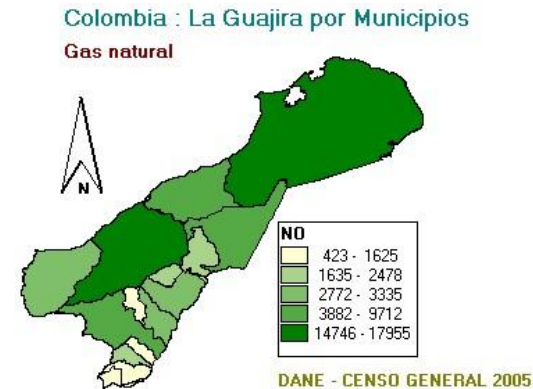 Colombia : La Guajira por Municipios
Gas natural
N
NO
423 - 1625
1635 - 2478
2772 - 3335
3882 - 9712
14746 - 17955
DANE - CENSO GENERAL 2005